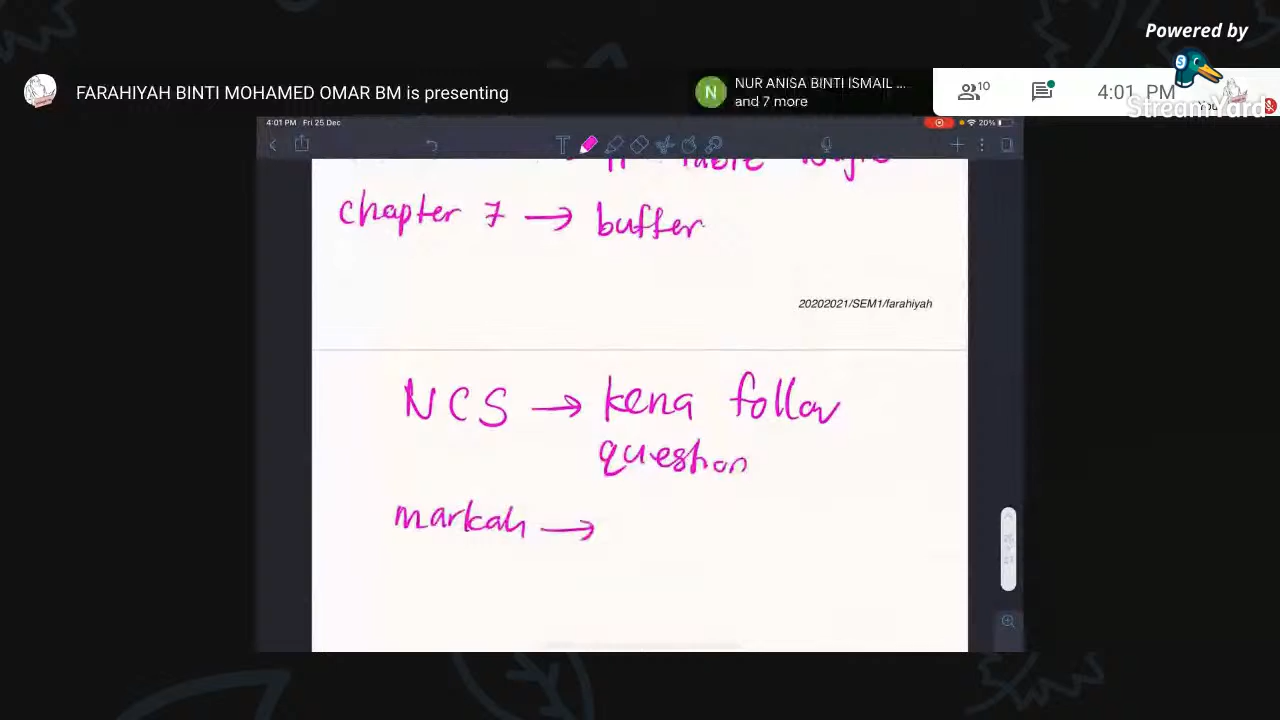 Powered by
S
StreamYard
FARAHIYAH BINTI MOHAMED OMAR BM is presenting
N
NUR ANISA BINTI ISMAIL ...
and 7 more
10
4:01 PM
You
4:01 PM Fri 25 Dec
20%
T
table
chapter 7 → buffer
20202021/SEM1/farahiyah
NCS → kena follow
question
markah →